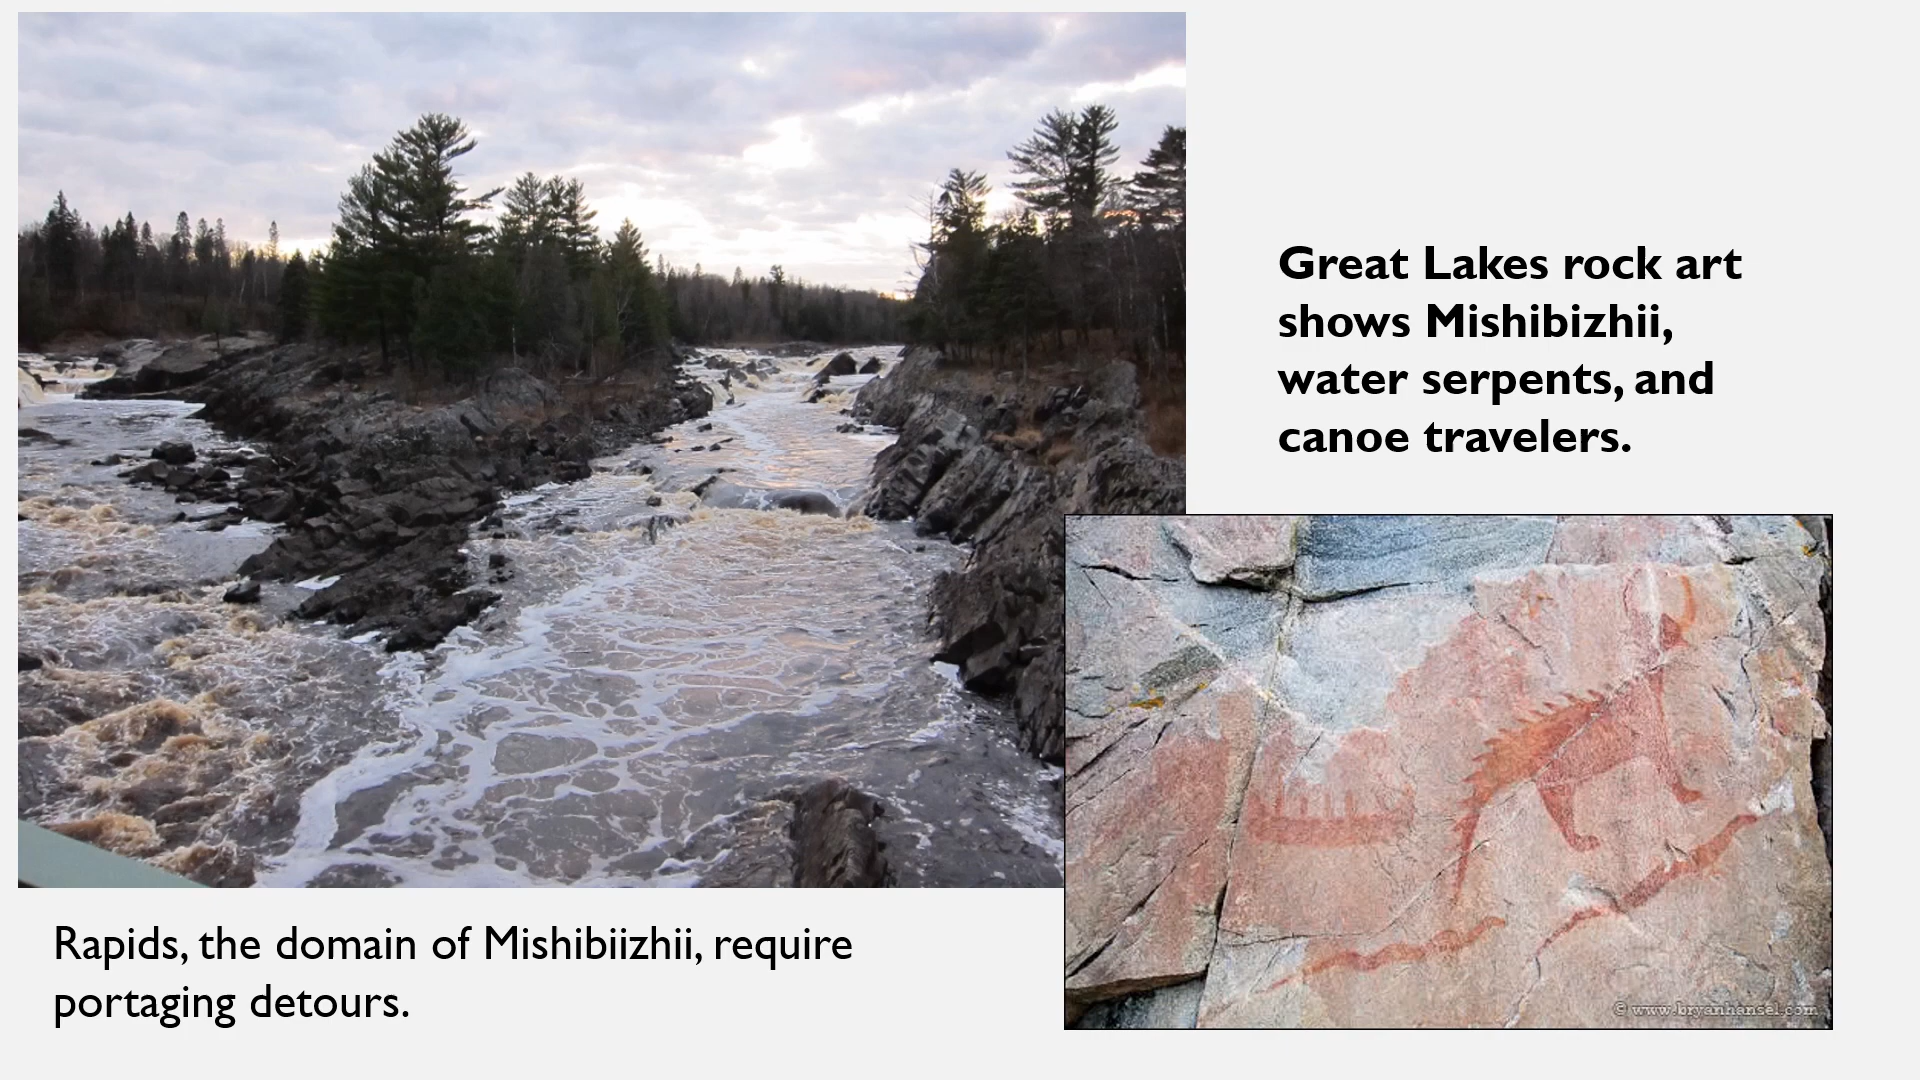 Great Lakes rock art
shows Mishibizhii,
water serpents, and
canoe travelers.
Rapids, the domain of Mishibiizhii, require
portaging detours.
© www.bryanhansel.com